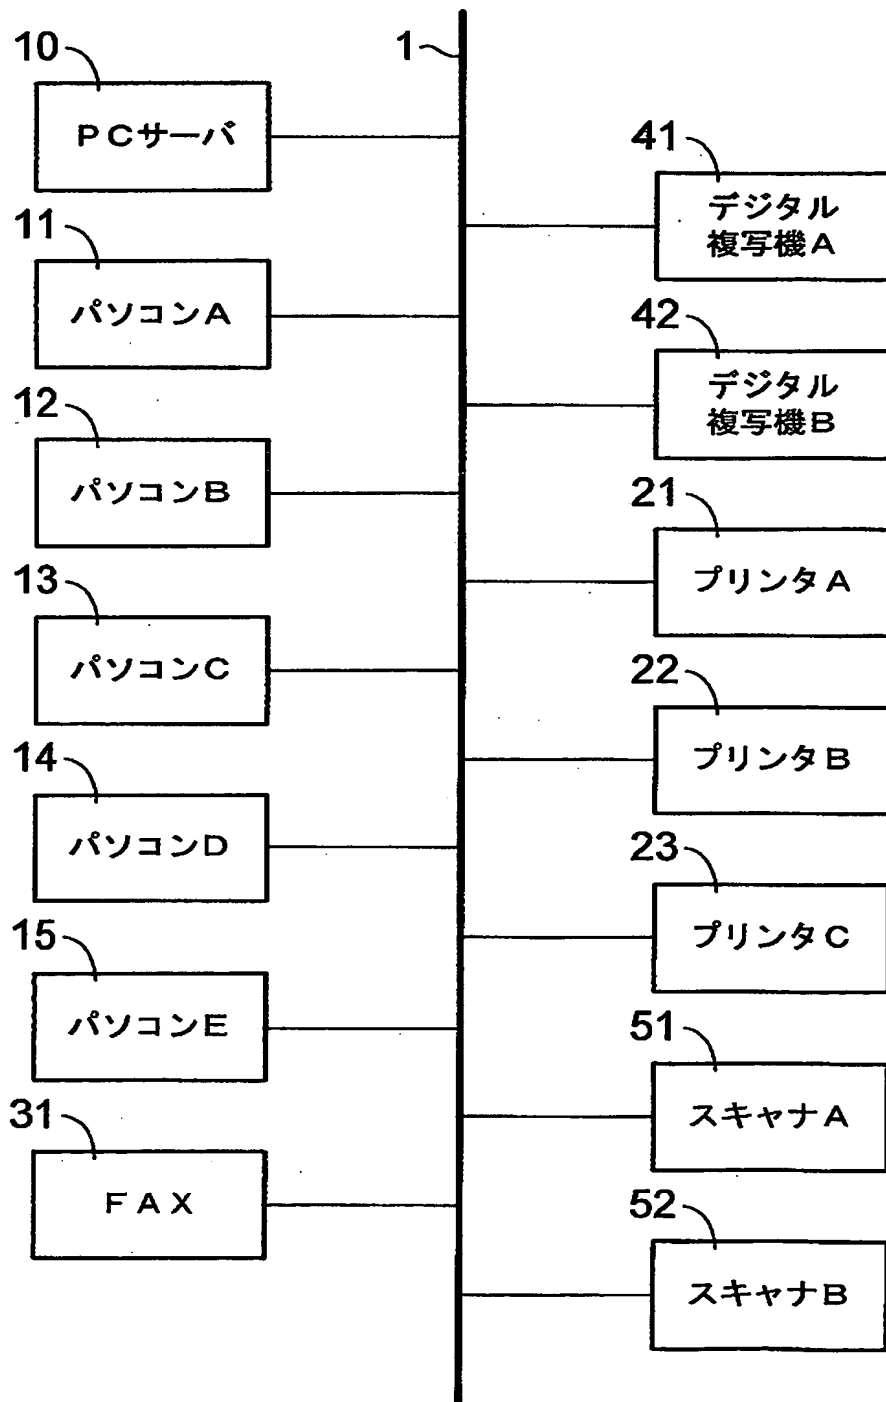 10
PCサーバ
11
パソコンA
12
パソコンB
13
パソコンC
14
パソコンD
15
パソコンE
31
FAX
1
41
デジタル
複写機A
42
デジタル
複写機B
21
プリンタA
22
プリンタB
23
プリンタC
51
スキャナA
52
スキャナB